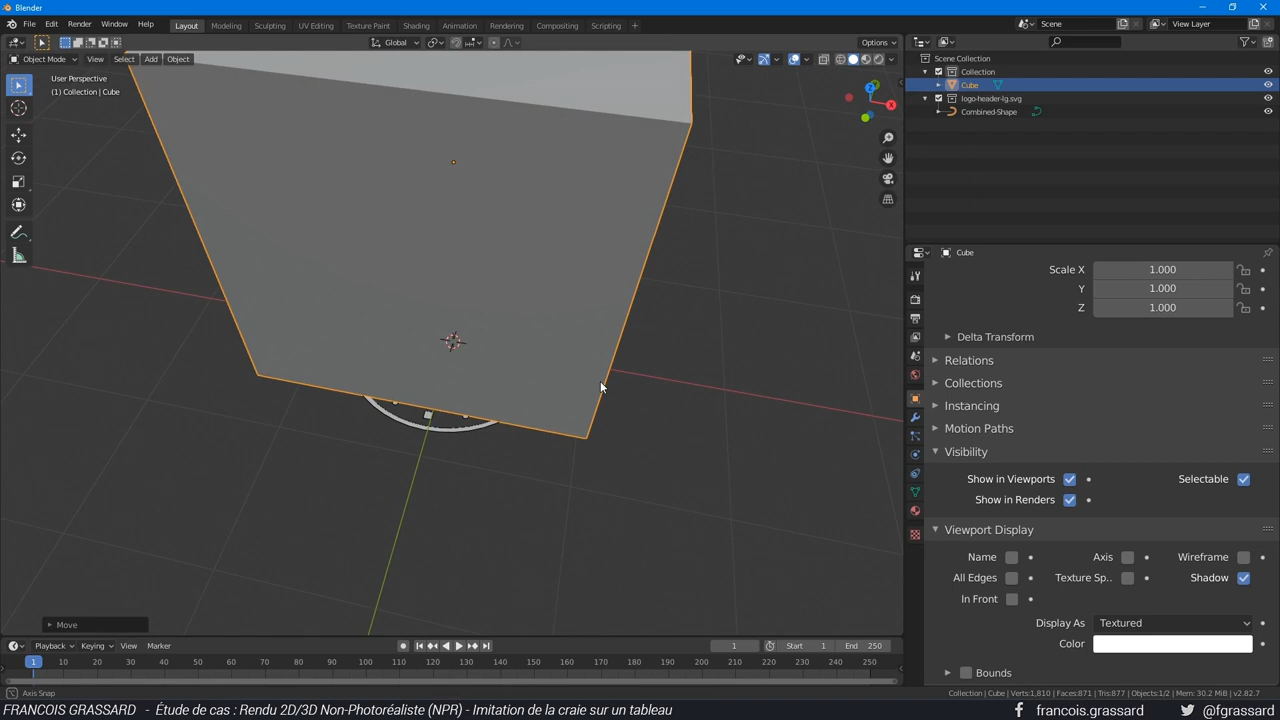 Blender
File Edit Render Window Help Layout Modeling Sculpting UV Editing Texture Paint Shading Animation Rendering Compositing Scripting + Scene View Layer
Global Options
Object Mode View Select Add Object
User Perspective
(1) Collection | Cube
X
Z
Y
Scene Collection
Collection
Cube
logo-header-lg.svg
Combined-Shape
Cube
Scale X 1.000
Y 1.000
Z 1.000
Delta Transform
Relations
Collections
Instancing
Motion Paths
Visibility
Show in Viewports Selectable
Show in Renders
Viewport Display
Name Axis Wireframe
All Edges Texture Sp.. Shadow
In Front
Display As Textured
Color
Bounds
Move
Playback Keying View Marker 1 Start 1 End 250
1 10 20 30 40 50 60 70 80 90 100 110 120 130 140 150 160 170 180 190 200 210 220 230 240 250
Axis Snap Collection | Cube | Verts:1,810 | Faces:871 | Tris:877 | Objects:1/2 | Mem: 30.2 MiB | v2.82.7
FRANCOIS GRASSARD - Étude de cas : Rendu 2D/3D Non-Photoréaliste (NPR) - Imitation de la craie sur un tableau francois.grassard @fgrassard